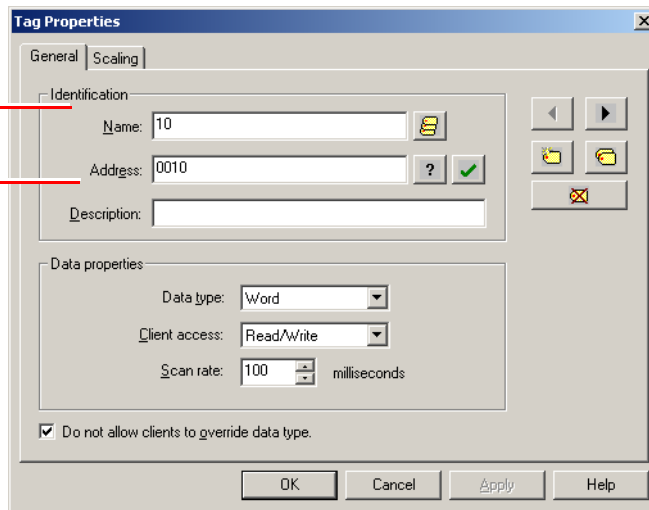 Tag Properties
General Scaling
Identification
Name: 10
Address: 0010 ?
Description:
Data properties
Data type: Word
Client access: Read/Write
Scan rate: 100 milliseconds
Do not allow clients to override data type.
OK Cancel Apply Help